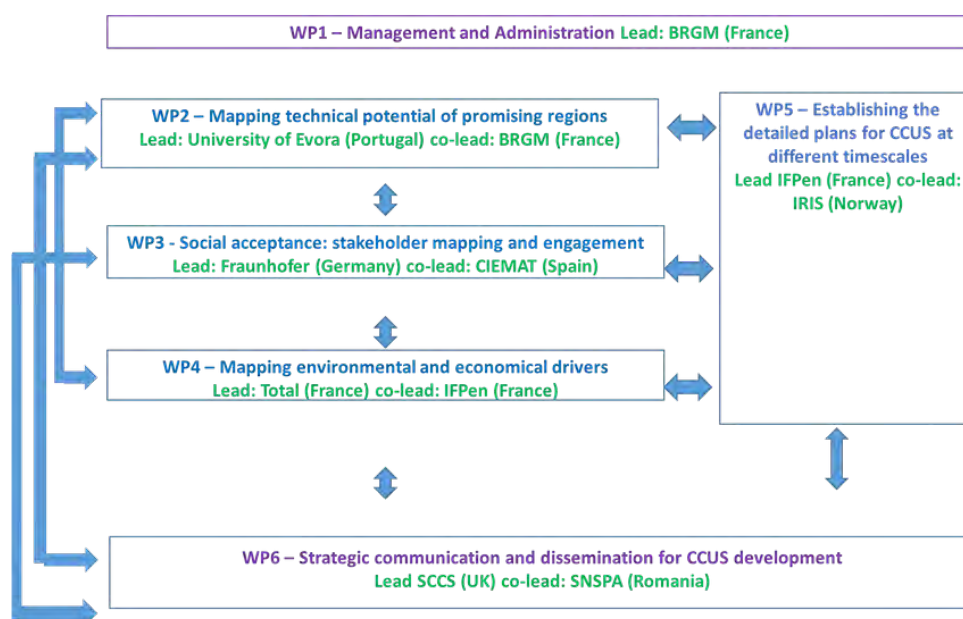 WP1 – Management and Administration Lead: BRGM (France)
WP2 – Mapping technical potential of promising regions
Lead: University of Evora (Portugal) co-lead: BRGM (France)
WP3 - Social acceptance: stakeholder mapping and engagement
Lead: Fraunhofer (Germany) co-lead: CIEMAT (Spain)
WP4 – Mapping environmental and economical drivers
Lead: Total (France) co-lead: IFPen (France)
WP5 – Establishing the
detailed plans for CCUS at
different timescales
Lead IFPen (France) co-lead:
IRIS (Norway)
WP6 – Strategic communication and dissemination for CCUS development
Lead SCCS (UK) co-lead: SNSPA (Romania)